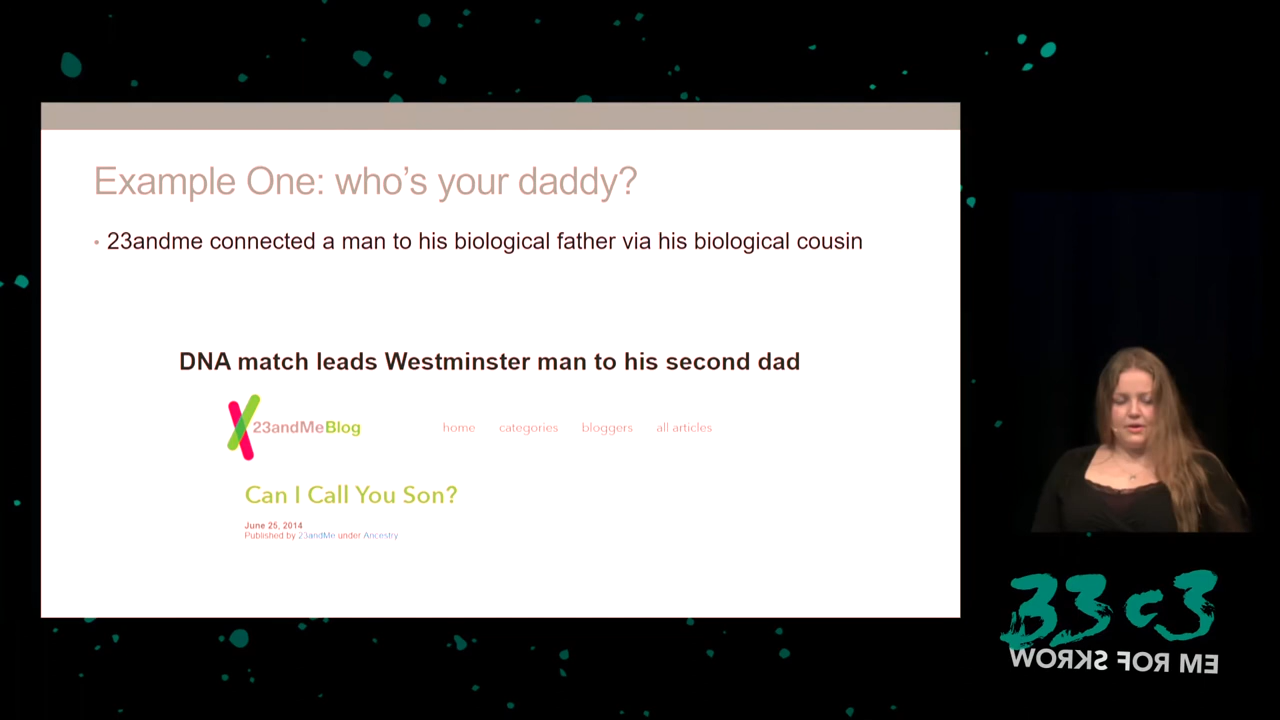 Example One: who's your daddy?
• 23andme connected a man to his biological father via his biological cousin
DNA match leads Westminster man to his second dad
23andMeBlog
home categories bloggers all articles
Can I Call You Son?
June 25, 2014
Published by 23andMe under Ancestry
33c3
WORKS FOR ME